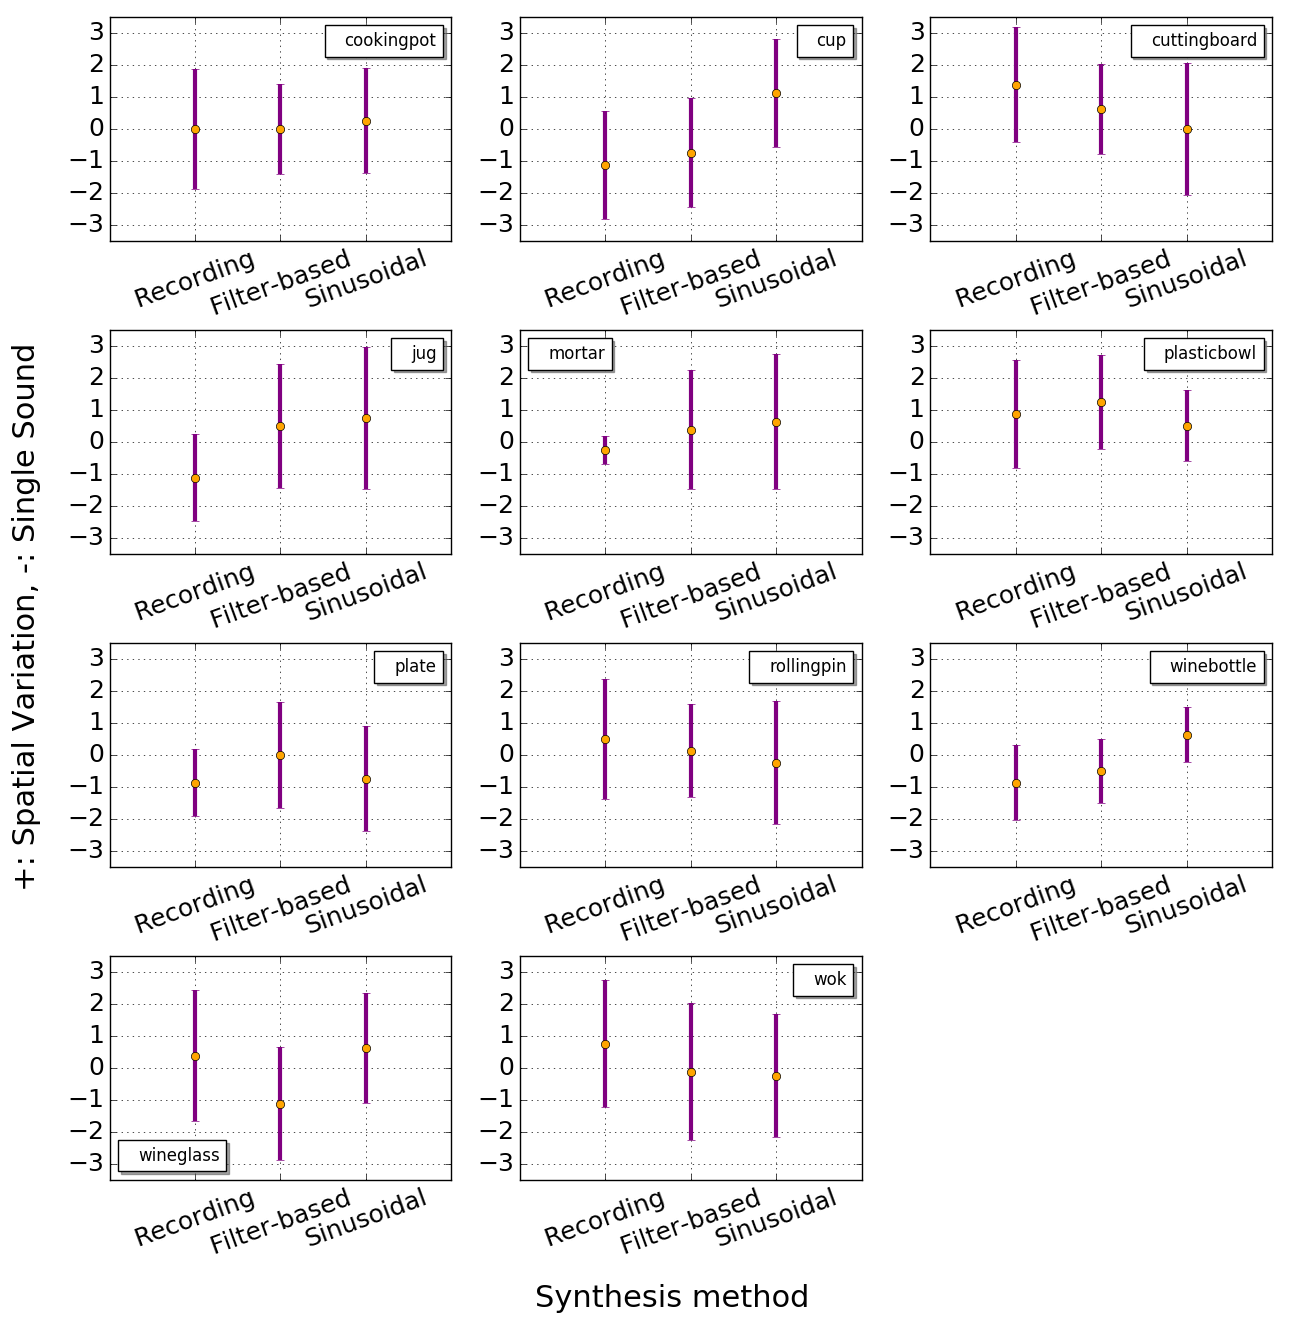 +: Spatial Variation, -: Single Sound
3
2
1
0
−1
−2
−3
cookingpot
Recording
Filter-based
Sinusoidal
3
2
1
0
−1
−2
−3
cup
Recording
Filter-based
Sinusoidal
3
2
1
0
−1
−2
−3
cuttingboard
Recording
Filter-based
Sinusoidal
3
2
1
0
−1
−2
−3
jug
Recording
Filter-based
Sinusoidal
3
2
1
0
−1
−2
−3
mortar
Recording
Filter-based
Sinusoidal
3
2
1
0
−1
−2
−3
plasticbowl
Recording
Filter-based
Sinusoidal
3
2
1
0
−1
−2
−3
plate
Recording
Filter-based
Sinusoidal
3
2
1
0
−1
−2
−3
rollingpin
Recording
Filter-based
Sinusoidal
3
2
1
0
−1
−2
−3
winebottle
Recording
Filter-based
Sinusoidal
3
2
1
0
−1
−2
−3
wineglass
Recording
Filter-based
Sinusoidal
3
2
1
0
−1
−2
−3
wok
Recording
Filter-based
Sinusoidal
Synthesis method